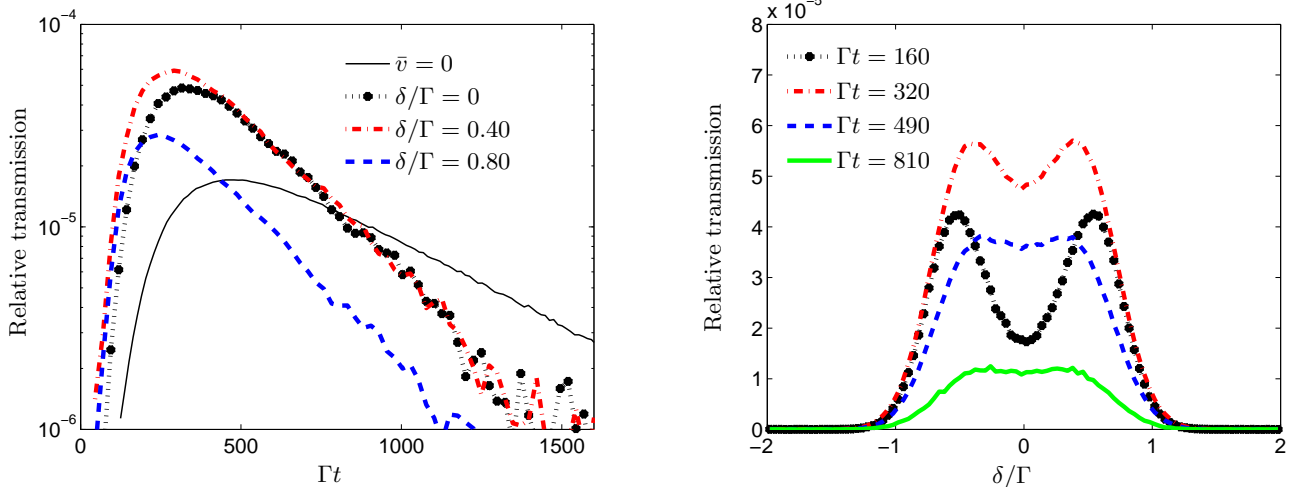 Relative transmission
10⁻⁴
10⁻⁵
10⁻⁶
0
500
1000
1500
Γt
v̄ = 0
δ/Γ = 0
δ/Γ = 0.40
δ/Γ = 0.80
x 10⁻⁵
Relative transmission
8
7
6
5
4
3
2
1
0
−2
−1
0
1
2
δ/Γ
Γt = 160
Γt = 320
Γt = 490
Γt = 810